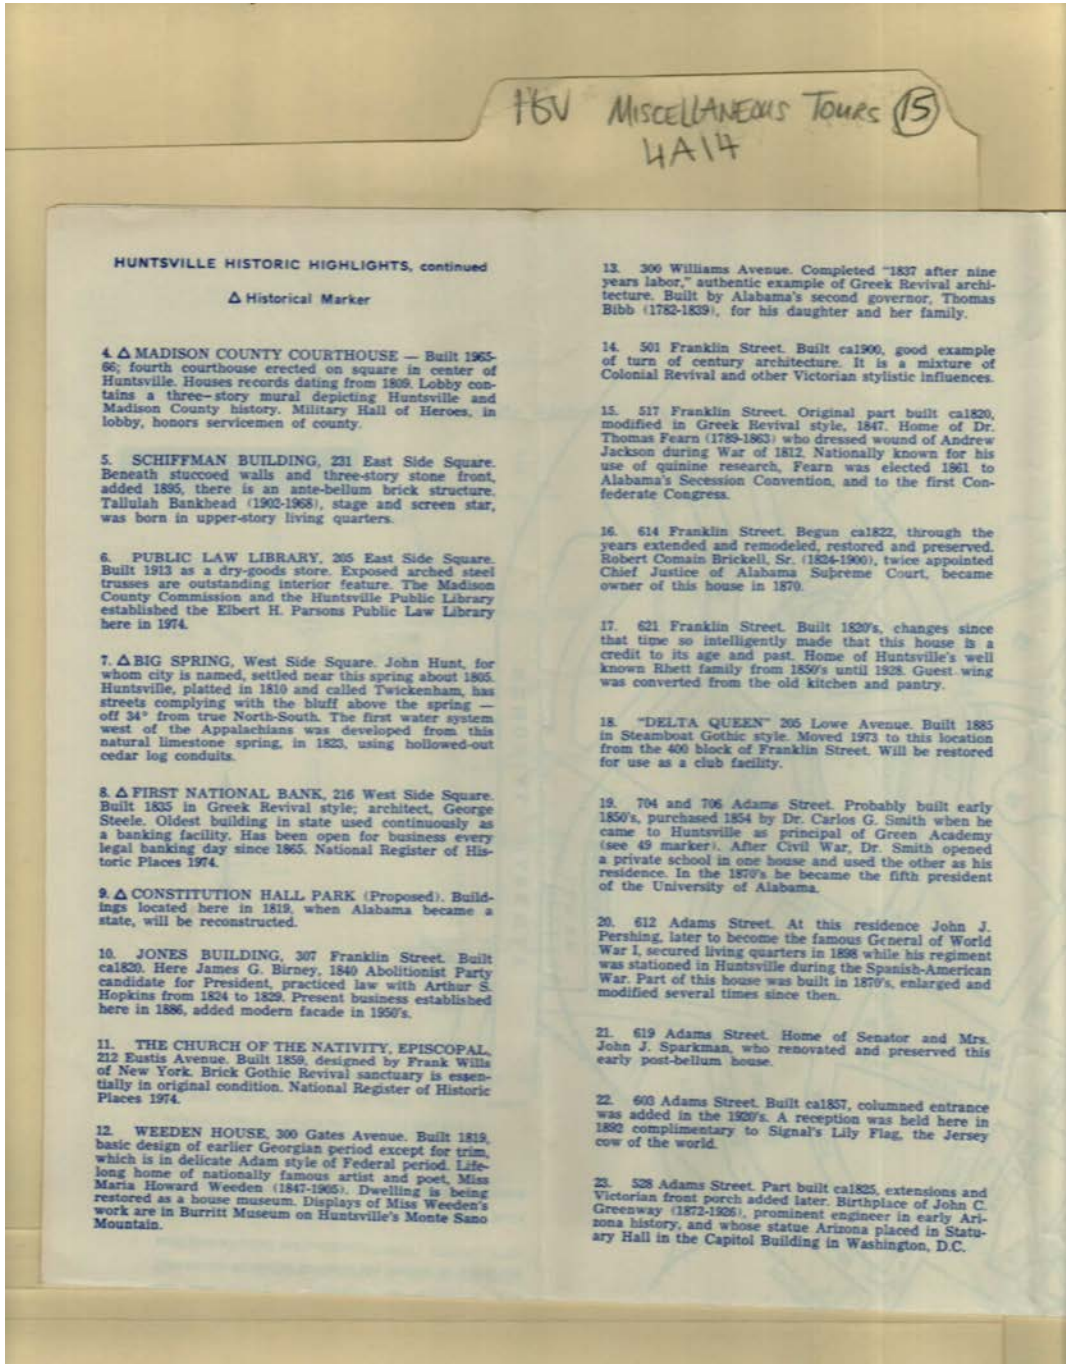 HSV MISCELLANEOUS TOURS 15
4A14
HUNTSVILLE HISTORIC HIGHLIGHTS, continued
Δ Historical Marker
4. Δ MADISON COUNTY COURTHOUSE — Built 1965-
66; fourth courthouse erected on square in center of
Huntsville. Houses records dating from 1809. Lobby con-
tains a three-story mural depicting Huntsville and
Madison County history. Military Hall of Heroes, in
lobby, honors servicemen of county.
5. SCHIFFMAN BUILDING, 231 East Side Square.
Beneath stuccoed walls and three-story stone front,
added 1895, there is an ante-bellum brick structure.
Tallulah Bankhead (1902-1968), stage and screen star,
was born in upper-story living quarters.
6. PUBLIC LAW LIBRARY, 205 East Side Square.
Built 1913 as a dry-goods store. Exposed arched steel
trusses are outstanding interior feature. The Madison
County Commission and the Huntsville Public Library
established the Elbert H. Parsons Public Law Library
here in 1974.
7. Δ BIG SPRING, West Side Square. John Hunt, for
whom city is named, settled near this spring about 1805.
Huntsville, platted in 1810 and called Twickenham, has
streets complying with the bluff above the spring —
off 34° from true North-South. The first water system
west of the Appalachians was developed from this
natural limestone spring, in 1823, using hollowed-out
cedar log conduits.
8. Δ FIRST NATIONAL BANK, 216 West Side Square.
Built 1835 in Greek Revival style; architect, George
Steele. Oldest building in state used continuously as
a banking facility. Has been open for business every
legal banking day since 1865. National Register of His-
toric Places 1974.
9. Δ CONSTITUTION HALL PARK (Proposed). Build-
ings located here in 1819, when Alabama became a
state, will be reconstructed.
10. JONES BUILDING, 307 Franklin Street. Built
ca1820. Here James G. Birney, 1840 Abolitionist Party
candidate for President, practiced law with Arthur S.
Hopkins from 1824 to 1829. Present business established
here in 1886, added modern facade in 1950's.
11. THE CHURCH OF THE NATIVITY, EPISCOPAL,
212 Eustis Avenue. Built 1859, designed by Frank Wills
of New York. Brick Gothic Revival sanctuary is essen-
tially in original condition. National Register of Historic
Places 1974.
12. WEEDEN HOUSE, 300 Gates Avenue. Built 1819,
basic design of earlier Georgian period except for trim,
which is in delicate Adam style of Federal period. Life-
long home of nationally famous artist and poet, Miss
Maria Howard Weeden (1847-1905). Dwelling is being
restored as a house museum. Displays of Miss Weeden's
work are in Burritt Museum on Huntsville's Monte Sano
Mountain.
13. 300 Williams Avenue. Completed "1837 after nine
years labor," authentic example of Greek Revival archi-
tecture. Built by Alabama's second governor, Thomas
Bibb (1782-1839), for his daughter and her family.
14. 501 Franklin Street. Built ca1900, good example
of turn of century architecture. It is a mixture of
Colonial Revival and other Victorian stylistic influences.
15. 517 Franklin Street. Original part built ca1820,
modified in Greek Revival style, 1847. Home of Dr.
Thomas Fearn (1789-1863) who dressed wound of Andrew
Jackson during War of 1812. Nationally known for his
use of quinine research, Fearn was elected 1861 to
Alabama's Secession Convention, and to the first Con-
federate Congress.
16. 614 Franklin Street. Begun ca1822, through the
years extended and remodeled, restored and preserved.
Robert Comain Brickell, Sr. (1824-1900), twice appointed
Chief Justice of Alabama Supreme Court, became
owner of this house in 1870.
17. 621 Franklin Street. Built 1820's, changes since
that time so intelligently made that this house is a
credit to its age and past. Home of Huntsville's well
known Rhett family from 1850's until 1928. Guest wing
was converted from the old kitchen and pantry.
18. "DELTA QUEEN" 205 Lowe Avenue. Built 1885
in Steamboat Gothic style. Moved 1973 to this location
from the 400 block of Franklin Street. Will be restored
for use as a club facility.
19. 704 and 706 Adams Street. Probably built early
1850's, purchased 1854 by Dr. Carlos G. Smith when he
came to Huntsville as principal of Green Academy
(see 49 marker). After Civil War, Dr. Smith opened
a private school in one house and used the other as his
residence. In the 1870's he became the fifth president
of the University of Alabama.
20. 612 Adams Street. At this residence John J.
Pershing, later to become the famous General of World
War I, secured living quarters in 1898 while his regiment
was stationed in Huntsville during the Spanish-American
War. Part of this house was built in 1870's, enlarged and
modified several times since then.
21. 619 Adams Street. Home of Senator and Mrs.
John J. Sparkman, who renovated and preserved this
early post-bellum house.
22. 603 Adams Street. Built ca1857, columned entrance
was added in the 1920's. A reception was held here in
1892 complimentary to Signal's Lily Flag, the Jersey
cow of the world.
23. 528 Adams Street. Part built ca1825, extensions and
Victorian front porch added later. Birthplace of John C.
Greenway (1872-1926), prominent engineer in early Ari-
zona history, and whose statue Arizona placed in Statu-
ary Hall in the Capitol Building in Washington, D.C.